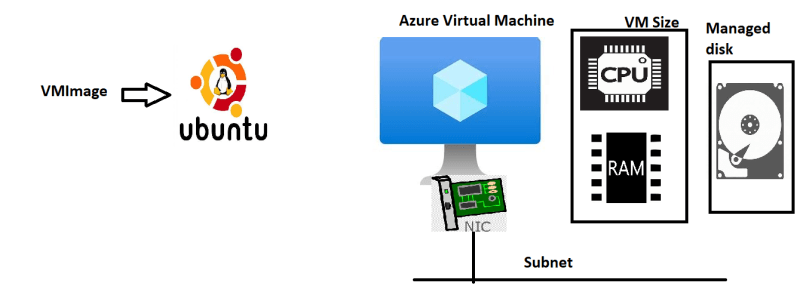 Azure Virtual Machine
VM Size
Managed
disk
VMImage
ubuntu
CPU
RAM
NIC
Subnet